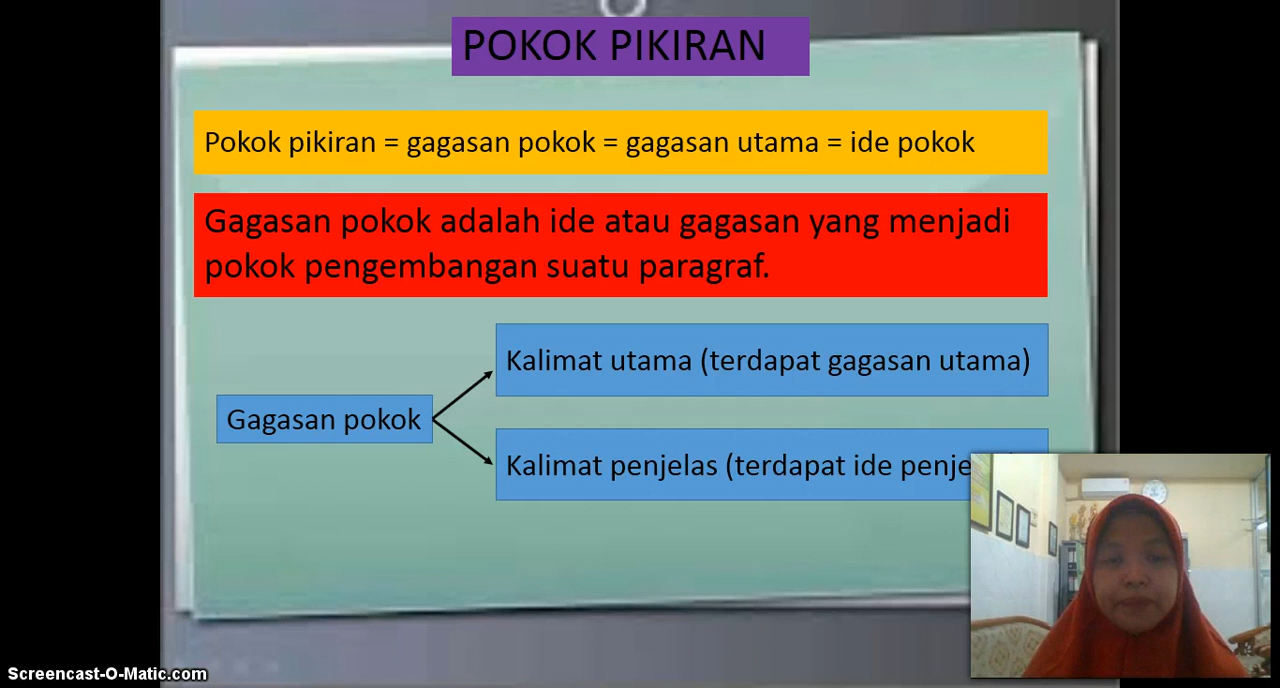 POKOK PIKIRAN
Pokok pikiran = gagasan pokok = gagasan utama = ide pokok
Gagasan pokok adalah ide atau gagasan yang menjadi
pokok pengembangan suatu paragraf.
Kalimat utama (terdapat gagasan utama)
Gagasan pokok
Kalimat penjelas (terdapat ide
Screencast-O-Matic.com